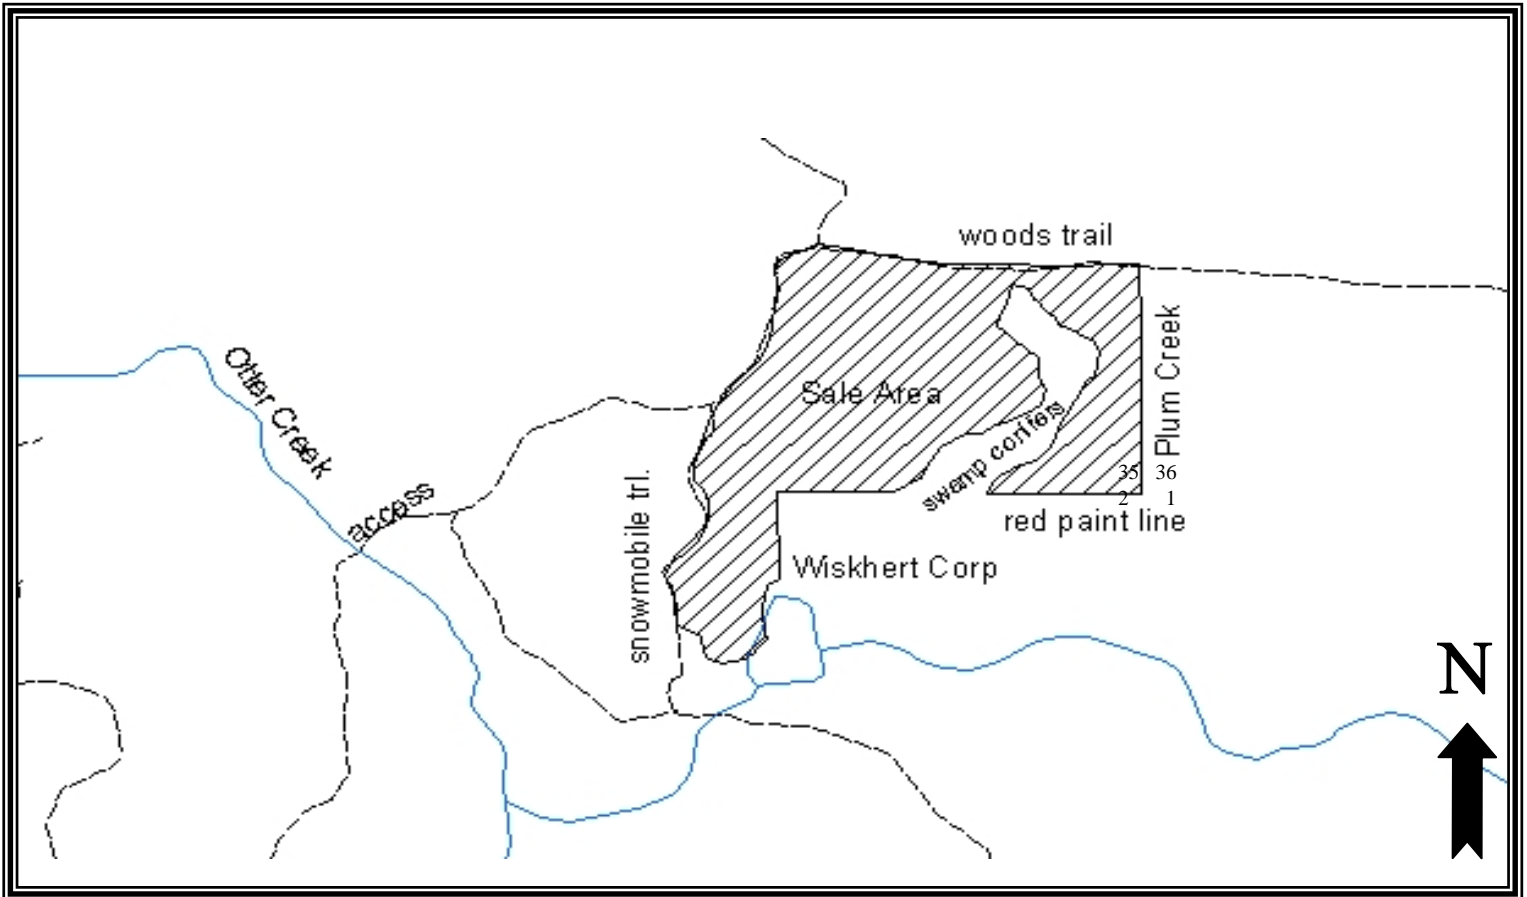 woods trail
Otter Creek
Plum Creek
Sale Area
swamp conifers
access
snowmobile trl.
35 36
2 1
red paint line
Wiskhert Corp
N